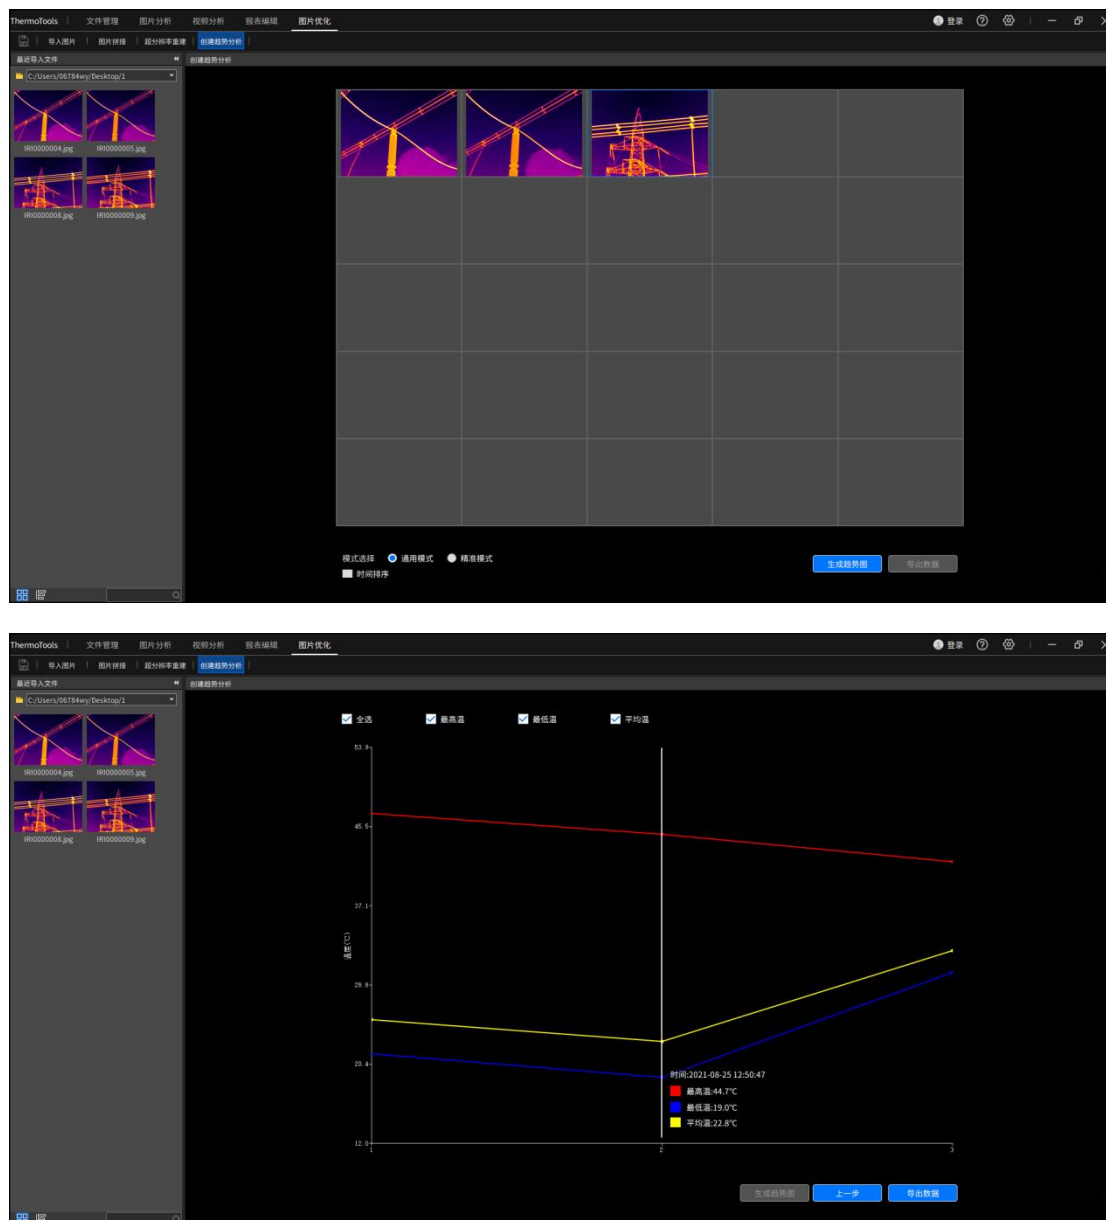 ThermoTools 文件管理 图片分析 视频分析 报表编辑 图片优化 登录
导入图片 图片拼接 超分辨率重建 创建趋势分析
最近导入文件 创建趋势分析
C:/Users/06784wy/Desktop/1
IRI0000004.jpg IRI0000005.jpg
IRI0000008.jpg IRI0000009.jpg
模式选择 通用模式 精准模式
时间排序
生成趋势图 导出数据
ThermoTools 文件管理 图片分析 视频分析 报表编辑 图片优化 登录
导入图片 图片拼接 超分辨率重建 创建趋势分析
最近导入文件 创建趋势分析
C:/Users/06784wy/Desktop/1
IRI0000004.jpg IRI0000005.jpg
IRI0000008.jpg IRI0000009.jpg
全选 最高温 最低温 平均温
53.9
45.5
37.1
温度(℃)
28.8
20.4
12.0
1 2 3
时间:2021-08-25 12:50:47
最高温:44.7℃
最低温:19.0℃
平均温:22.8℃
生成趋势图 上一步 导出数据